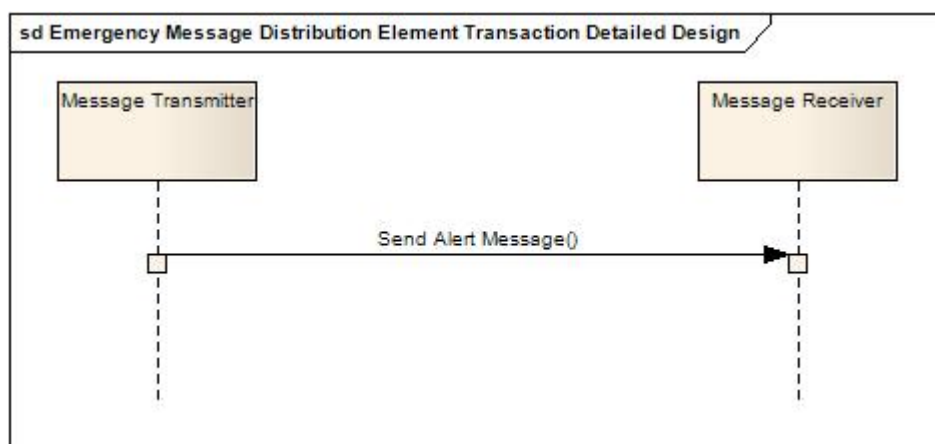 sd Emergency Message Distribution Element Transaction Detailed Design
Message Transmitter
Message Receiver
Send Alert Message()